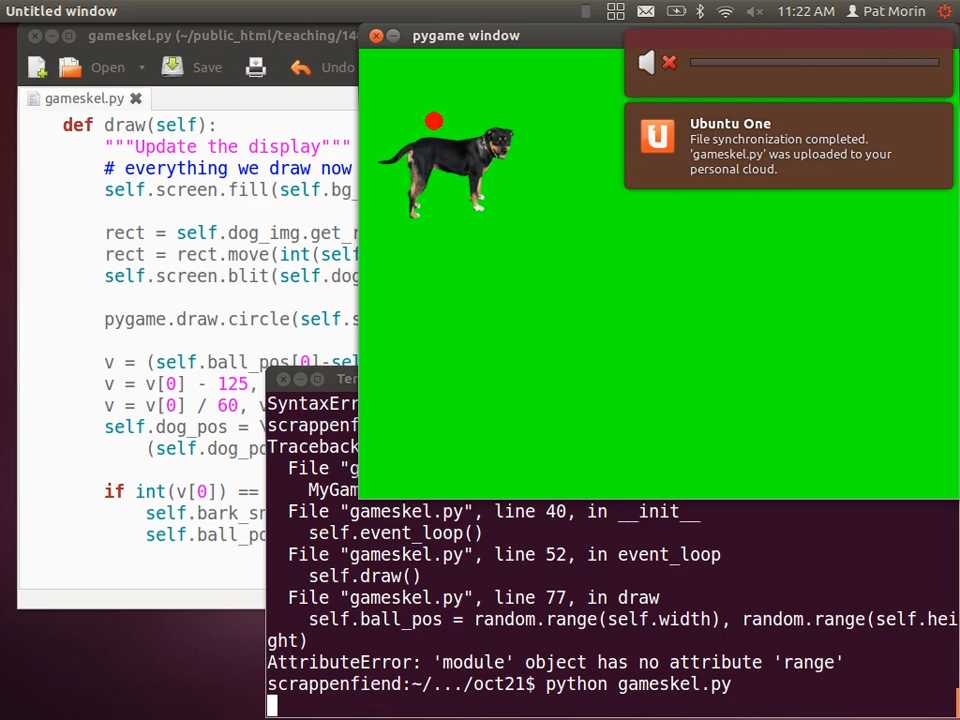 Untitled window
11:22 AM
Pat Morin
gameskel.py (~/public_html/teaching/14
Open
Save
Undo
gameskel.py
def draw(self):
"""Update the display"""
# everything we draw now
self.screen.fill(self.bg_
rect = self.dog_img.get_r
rect = rect.move(int(self
self.screen.blit(self.dog
pygame.draw.circle(self.s
v = (self.ball_pos[0]-sel
v = v[0] - 125,
v = v[0] / 60, v
self.dog_pos = \
(self.dog_po
if int(v[0]) ==
self.bark_sn
self.ball_po
pygame window
Ubuntu One
File synchronization completed.
'gameskel.py' was uploaded to your
personal cloud.
Ter
SyntaxErr
scrappenf
Traceback
File "g
MyGam
File "gameskel.py", line 40, in __init__
self.event_loop()
File "gameskel.py", line 52, in event_loop
self.draw()
File "gameskel.py", line 77, in draw
self.ball_pos = random.range(self.width), random.range(self.hei
ght)
AttributeError: 'module' object has no attribute 'range'
scrappenfiend:~/.../oct21$ python gameskel.py